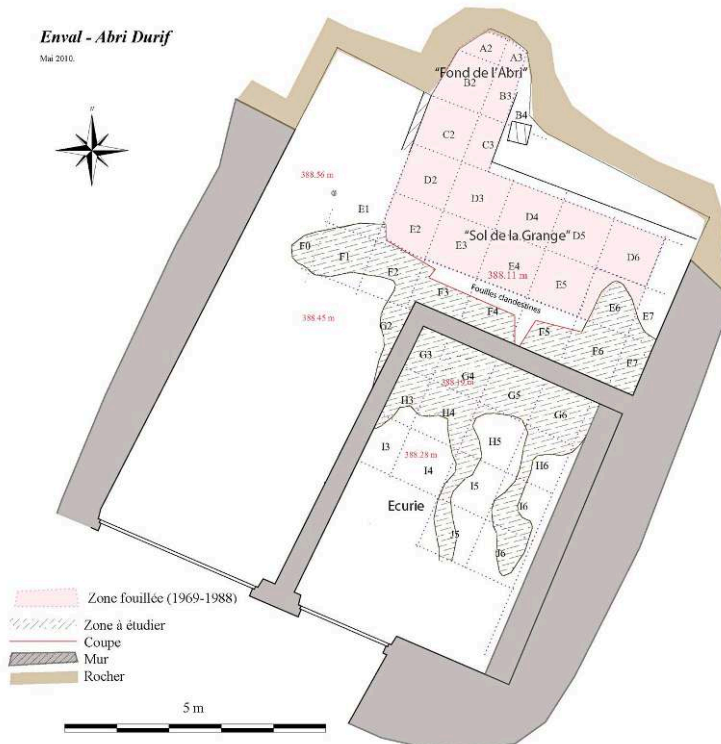 Enval - Abri Durif
Mai 2010.
N
A2
A3
"Fond de l'Abri"
B2
B3
B4
C2
C3
388.56 m
D2
D3
D4
D5
D6
E1
E2
"Sol de la Grange"
E3
E4
388.11 m
E5
Fouilles clandestines
E6
E7
F0
F1
F2
F3
F4
F5
F6
F7
388.45 m
G2
G3
G4
388.19 m
G5
G6
H3
H4
H5
H6
I3
388.28 m
I4
I5
I6
Ecurie
J5
J6
Zone fouillée (1969-1988)
Zone à étudier
Coupe
Mur
Rocher
5 m